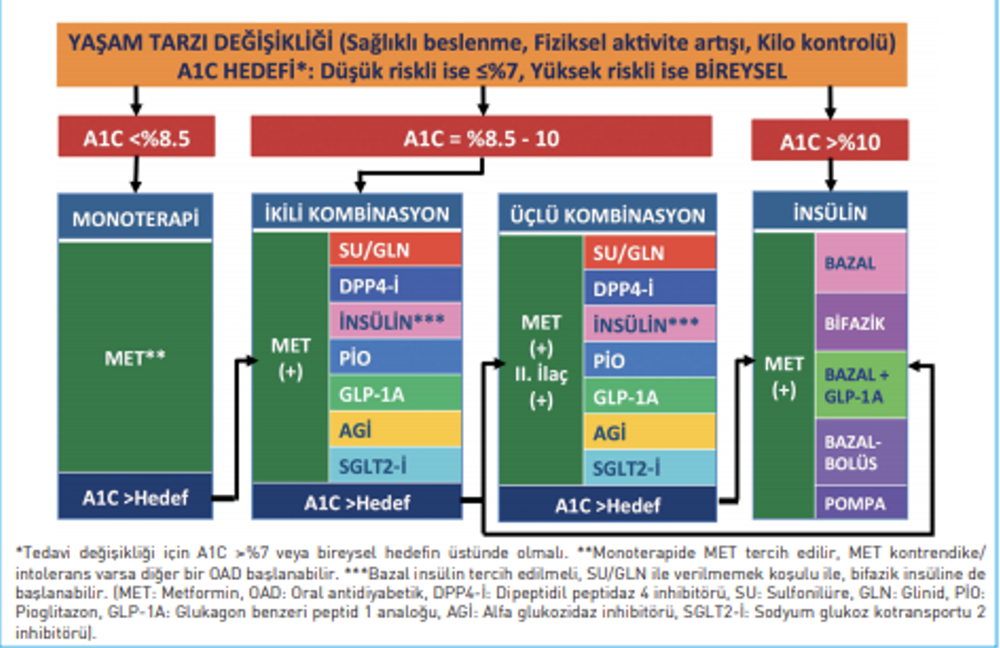 YAŞAM TARZI DEĞİŞİKLİĞİ (Sağlıklı beslenme, Fiziksel aktivite artışı, Kilo kontrolü)
A1C HEDEFİ*: Düşük riskli ise ≤%7, Yüksek riskli ise BİREYSEL
A1C <%8.5
A1C = %8.5 - 10
A1C >%10
MONOTERAPİ
MET**
A1C >Hedef
İKİLİ KOMBİNASYON
MET
(+)
SU/GLN
DPP4-İ
İNSÜLİN***
PİO
GLP-1A
AGİ
SGLT2-İ
A1C >Hedef
ÜÇLÜ KOMBİNASYON
MET
(+)
II. İlaç
(+)
SU/GLN
DPP4-İ
İNSÜLİN***
PİO
GLP-1A
AGİ
SGLT2-İ
A1C >Hedef
İNSÜLİN
MET
(+)
BAZAL
BİFAZİK
BAZAL +
GLP-1A
BAZAL-
BOLÜS
POMPA
*Tedavi değişikliği için A1C >%7 veya bireysel hedefin üstünde olmalı. **Monoterapide MET tercih edilir, MET kontrendike/
intolerans varsa diğer bir OAD başlanabilir. ***Bazal insülin tercih edilmeli, SU/GLN ile verilmemek koşulu ile, bifazik insüline de
başlanabilir. (MET: Metformin, OAD: Oral antidiyabetik, DPP4-İ: Dipeptidil peptidaz 4 inhibitörü, SU: Sulfonilüre, GLN: Glinid, PİO:
Pioglitazon, GLP-1A: Glukagon benzeri peptid 1 analoğu, AGİ: Alfa glukozidaz inhibitörü, SGLT2-İ: Sodyum glukoz kotransportu 2
inhibitörü).